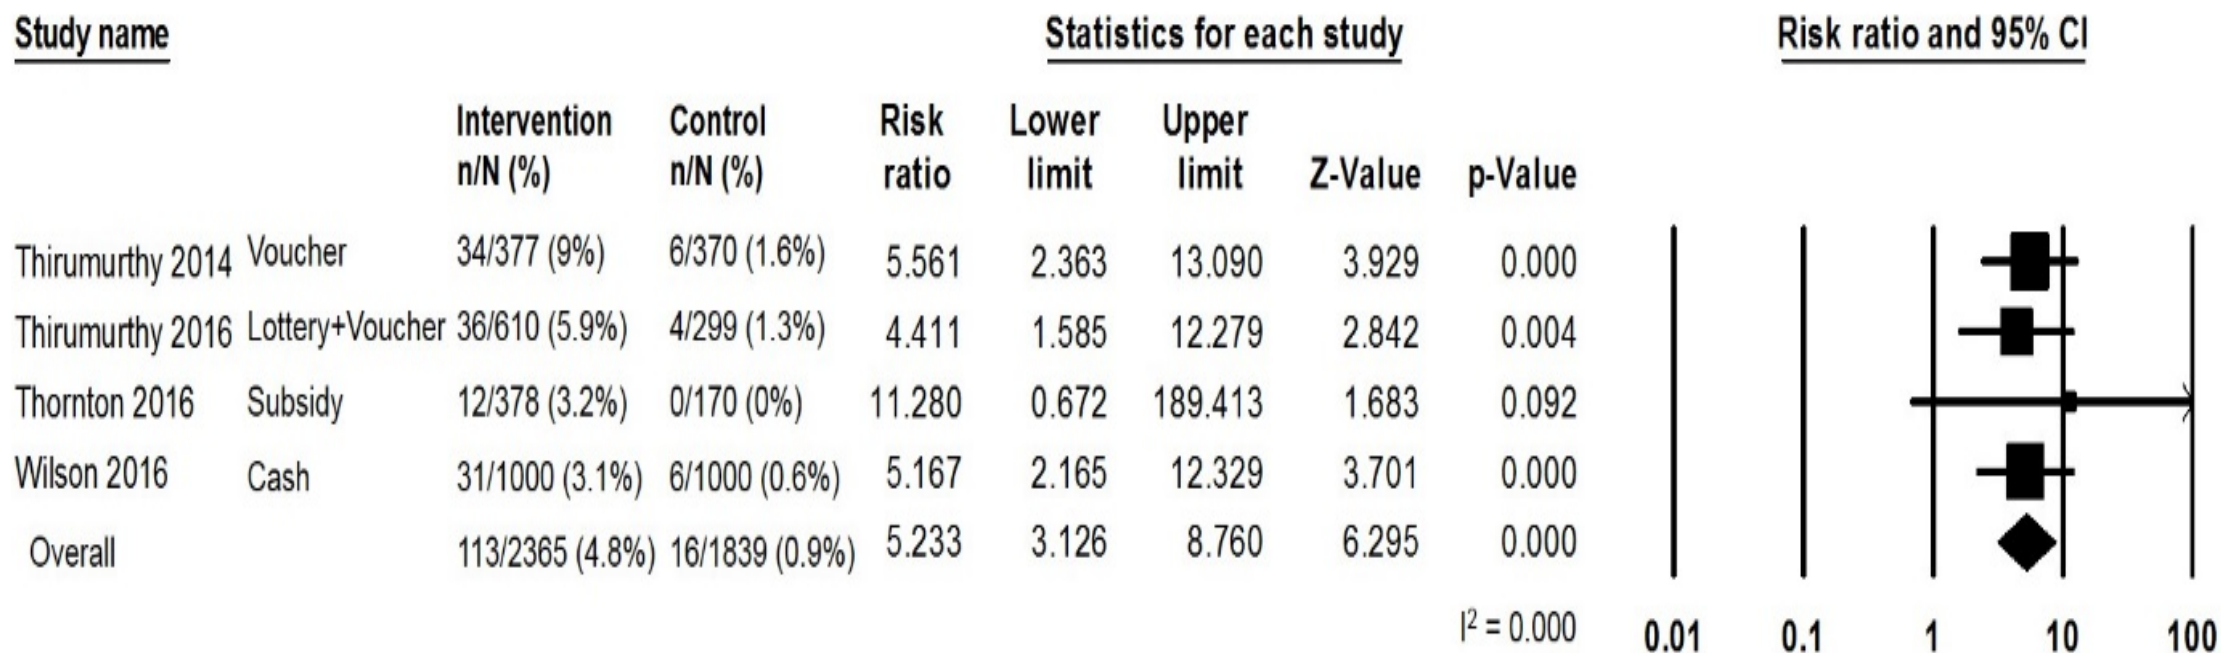 Study name Statistics for each study Risk ratio and 95% CI
Intervention Control Risk Lower Upper
n/N (%) n/N (%) ratio limit limit Z-Value p-Value
Thirumurthy 2014 Voucher 34/377 (9%) 6/370 (1.6%) 5.561 2.363 13.090 3.929 0.000
Thirumurthy 2016 Lottery+Voucher 36/610 (5.9%) 4/299 (1.3%) 4.411 1.585 12.279 2.842 0.004
Thornton 2016 Subsidy 12/378 (3.2%) 0/170 (0%) 11.280 0.672 189.413 1.683 0.092
Wilson 2016 Cash 31/1000 (3.1%) 6/1000 (0.6%) 5.167 2.165 12.329 3.701 0.000
Overall 113/2365 (4.8%) 16/1839 (0.9%) 5.233 3.126 8.760 6.295 0.000
I² = 0.000
0.01 0.1 1 10 100